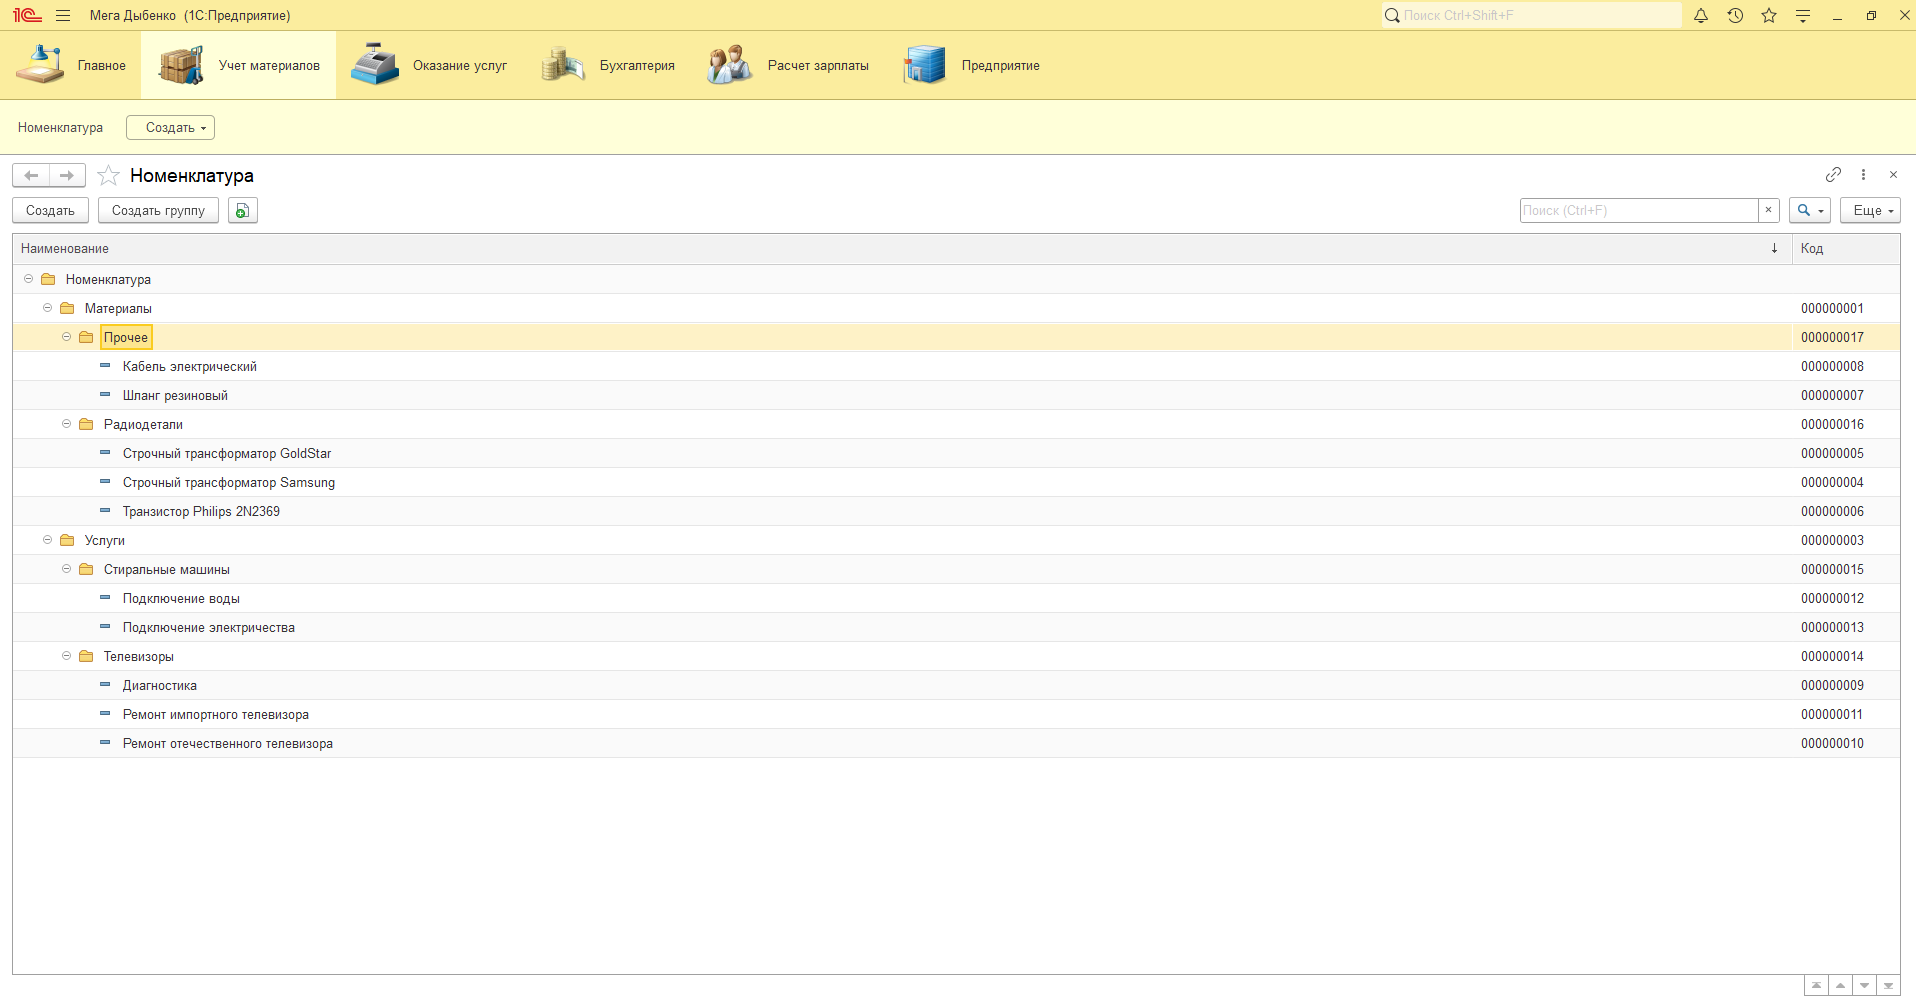 1С Мега Дыбенко (1С:Предприятие) Поиск Ctrl+Shift+F
Главное Учет материалов Оказание услуг Бухгалтерия Расчет зарплаты Предприятие
Номенклатура Создать
Номенклатура
Создать Создать группу Поиск (Ctrl+F) × Еще
Наименование ↓ Код
Номенклатура
Материалы 000000001
Прочее 000000017
Кабель электрический 000000008
Шланг резиновый 000000007
Радиодетали 000000016
Строчный трансформатор GoldStar 000000005
Строчный трансформатор Samsung 000000004
Транзистор Philips 2N2369 000000006
Услуги 000000003
Стиральные машины 000000015
Подключение воды 000000012
Подключение электричества 000000013
Телевизоры 000000014
Диагностика 000000009
Ремонт импортного телевизора 000000011
Ремонт отечественного телевизора 000000010